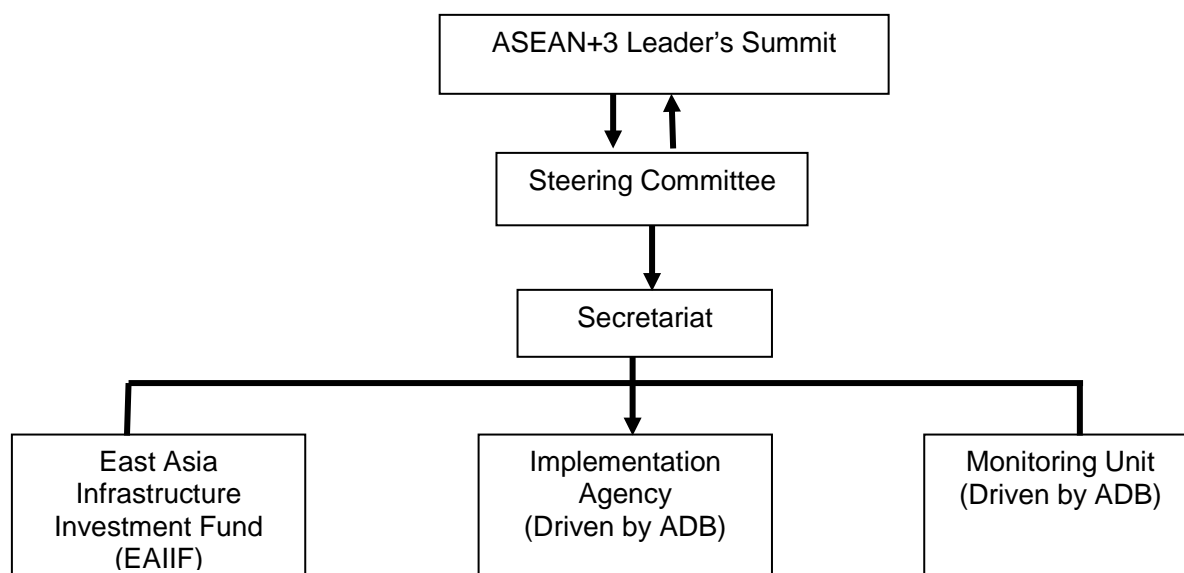 ASEAN+3 Leader’s Summit
Steering Committee
Secretariat
East Asia
Infrastructure
Investment Fund
(EAIIF)
Implementation
Agency
(Driven by ADB)
Monitoring Unit
(Driven by ADB)